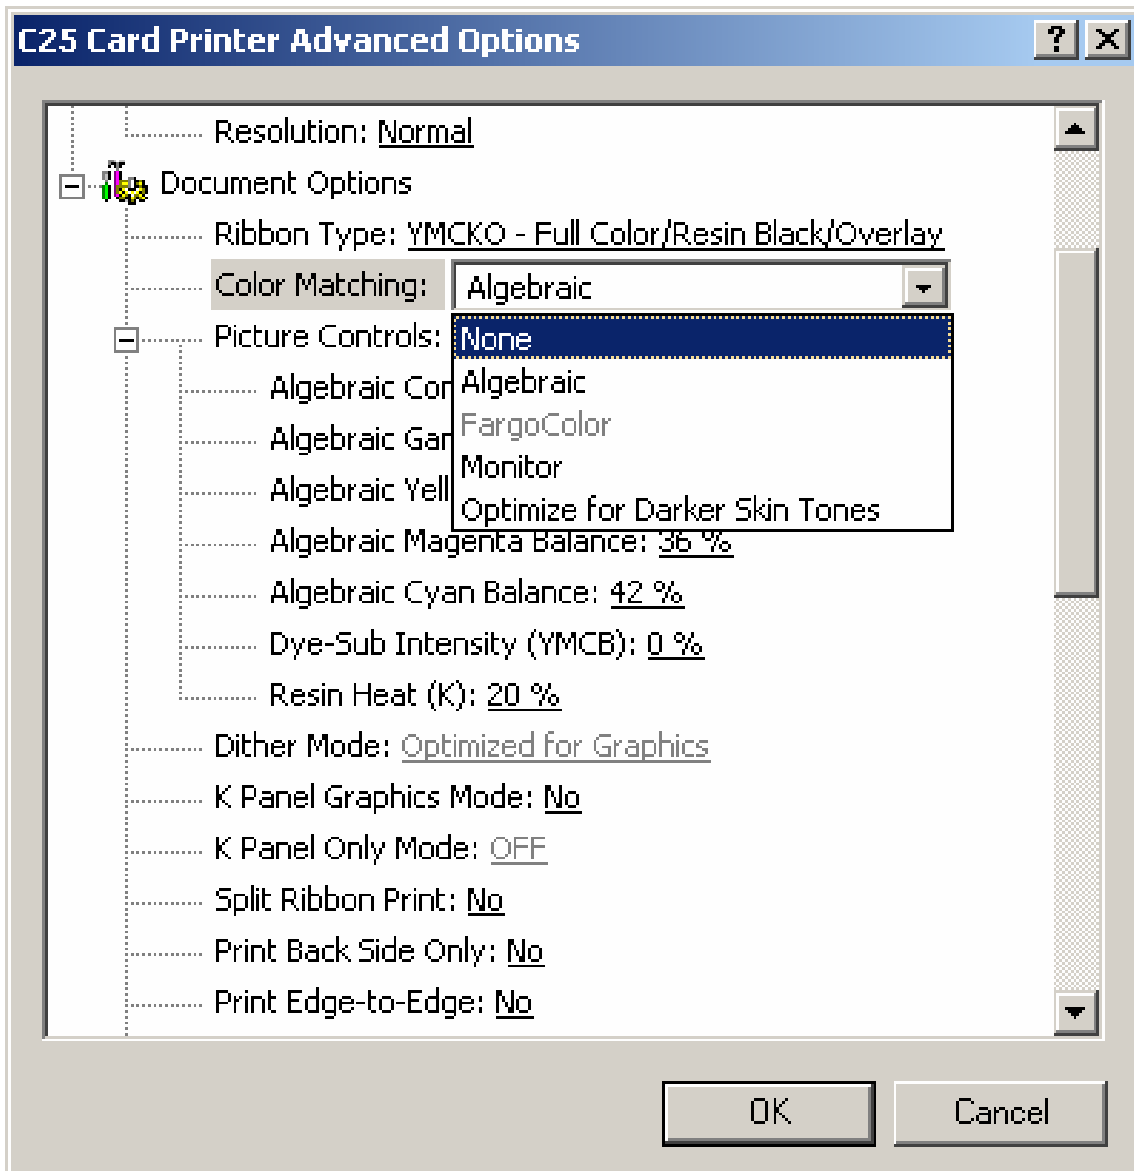 C25 Card Printer Advanced Options
Resolution: Normal
Document Options
Ribbon Type: YMCKO - Full Color/Resin Black/Overlay
Color Matching: Algebraic
Picture Controls: None
Algebraic
Algebraic
FargoColor
Algebraic
Monitor
Algebraic
Optimize for Darker Skin Tones
Algebraic Magenta Balance: 36 %
Algebraic Cyan Balance: 42 %
Dye-Sub Intensity (YMCB): 0 %
Resin Heat (K): 20 %
Dither Mode: Optimized for Graphics
K Panel Graphics Mode: No
K Panel Only Mode: OFF
Split Ribbon Print: No
Print Back Side Only: No
Print Edge-to-Edge: No
OK Cancel